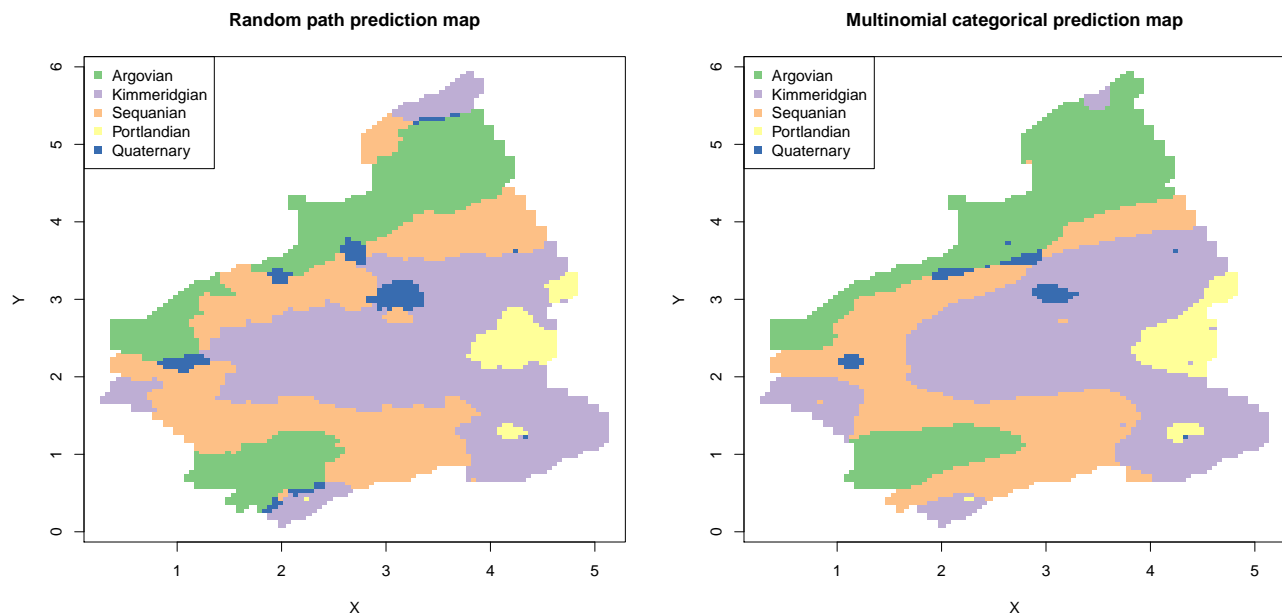 Random path prediction map
Argovian
Kimmeridgian
Sequanian
Portlandian
Quaternary
6
5
4
3
2
1
0
Y
1 2 3 4 5
X
Multinomial categorical prediction map
Argovian
Kimmeridgian
Sequanian
Portlandian
Quaternary
6
5
4
3
2
1
0
Y
1 2 3 4 5
X